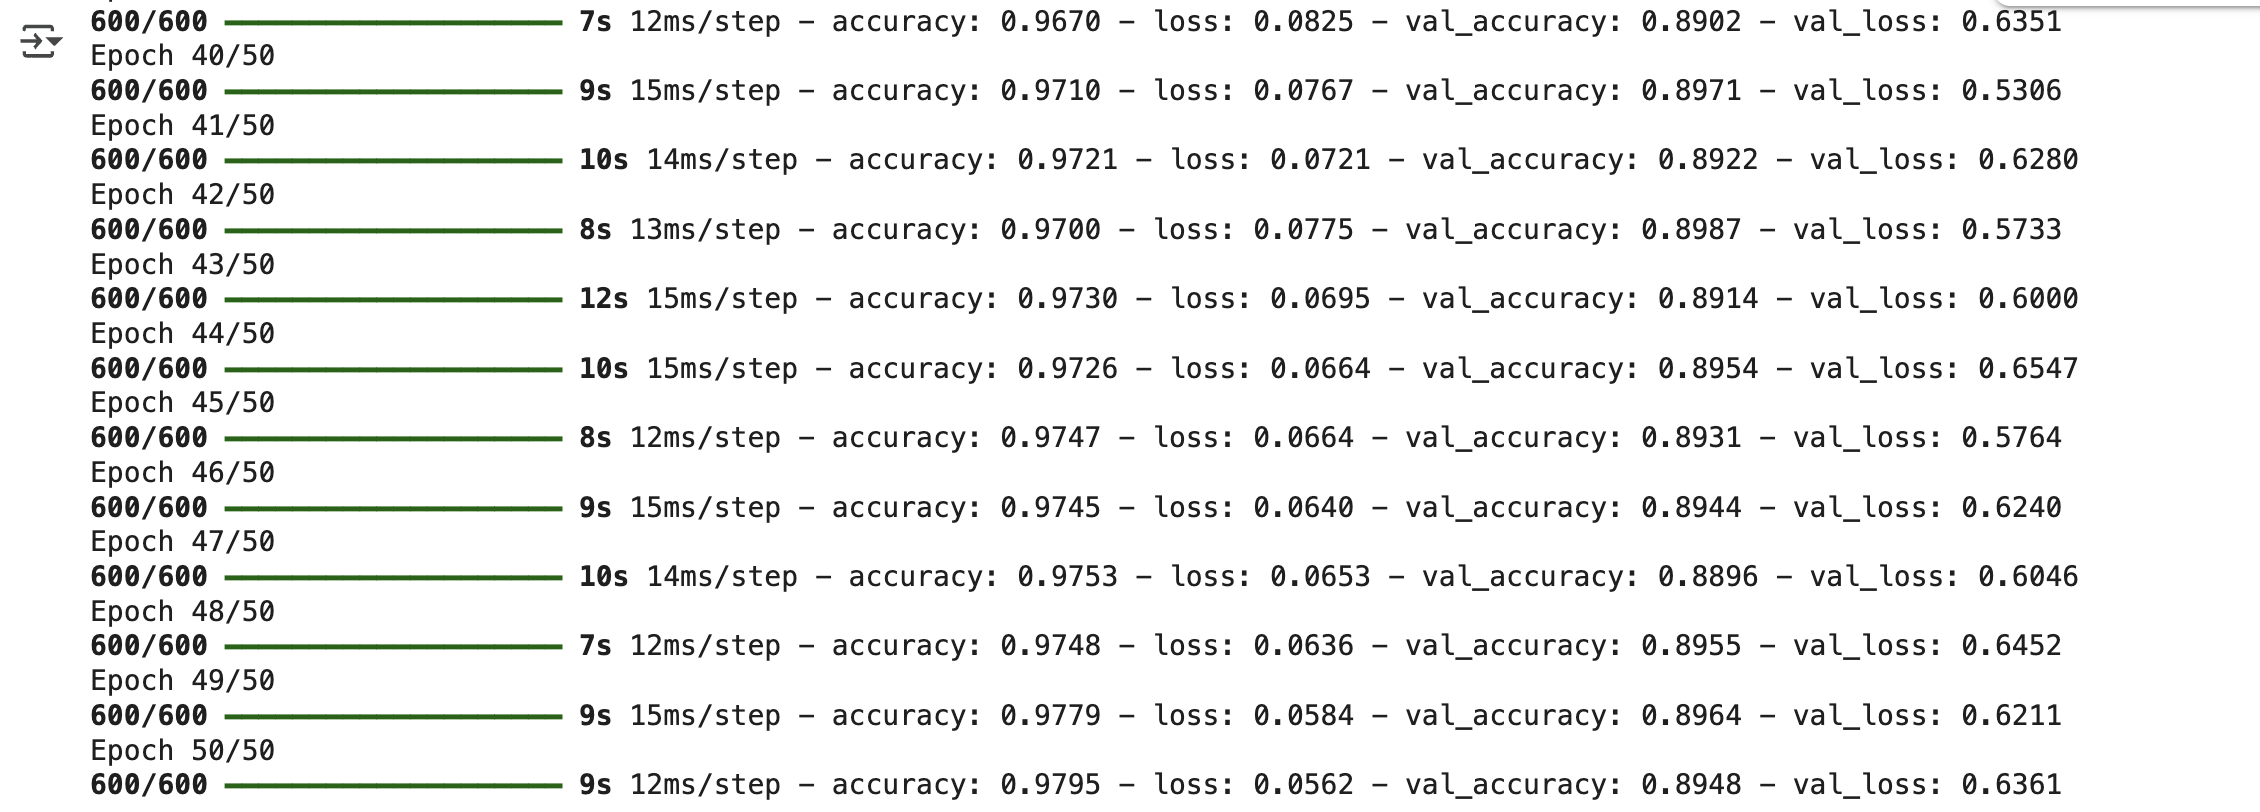 600/600 ━━━━━━━━━━━━━━━━━━━━ 7s 12ms/step - accuracy: 0.9670 - loss: 0.0825 - val_accuracy: 0.8902 - val_loss: 0.6351
Epoch 40/50
600/600 ━━━━━━━━━━━━━━━━━━━━ 9s 15ms/step - accuracy: 0.9710 - loss: 0.0767 - val_accuracy: 0.8971 - val_loss: 0.5306
Epoch 41/50
600/600 ━━━━━━━━━━━━━━━━━━━━ 10s 14ms/step - accuracy: 0.9721 - loss: 0.0721 - val_accuracy: 0.8922 - val_loss: 0.6280
Epoch 42/50
600/600 ━━━━━━━━━━━━━━━━━━━━ 8s 13ms/step - accuracy: 0.9700 - loss: 0.0775 - val_accuracy: 0.8987 - val_loss: 0.5733
Epoch 43/50
600/600 ━━━━━━━━━━━━━━━━━━━━ 12s 15ms/step - accuracy: 0.9730 - loss: 0.0695 - val_accuracy: 0.8914 - val_loss: 0.6000
Epoch 44/50
600/600 ━━━━━━━━━━━━━━━━━━━━ 10s 15ms/step - accuracy: 0.9726 - loss: 0.0664 - val_accuracy: 0.8954 - val_loss: 0.6547
Epoch 45/50
600/600 ━━━━━━━━━━━━━━━━━━━━ 8s 12ms/step - accuracy: 0.9747 - loss: 0.0664 - val_accuracy: 0.8931 - val_loss: 0.5764
Epoch 46/50
600/600 ━━━━━━━━━━━━━━━━━━━━ 9s 15ms/step - accuracy: 0.9745 - loss: 0.0640 - val_accuracy: 0.8944 - val_loss: 0.6240
Epoch 47/50
600/600 ━━━━━━━━━━━━━━━━━━━━ 10s 14ms/step - accuracy: 0.9753 - loss: 0.0653 - val_accuracy: 0.8896 - val_loss: 0.6046
Epoch 48/50
600/600 ━━━━━━━━━━━━━━━━━━━━ 7s 12ms/step - accuracy: 0.9748 - loss: 0.0636 - val_accuracy: 0.8955 - val_loss: 0.6452
Epoch 49/50
600/600 ━━━━━━━━━━━━━━━━━━━━ 9s 15ms/step - accuracy: 0.9779 - loss: 0.0584 - val_accuracy: 0.8964 - val_loss: 0.6211
Epoch 50/50
600/600 ━━━━━━━━━━━━━━━━━━━━ 9s 12ms/step - accuracy: 0.9795 - loss: 0.0562 - val_accuracy: 0.8948 - val_loss: 0.6361